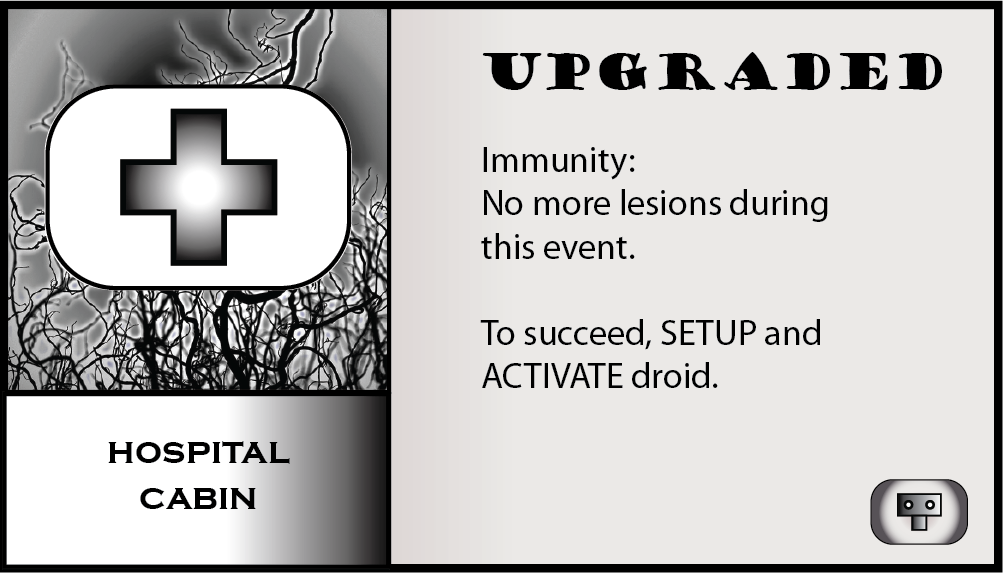 HOSPITAL
CABIN
UPGRADED
Immunity:
No more lesions during
this event.
To succeed, SETUP and
ACTIVATE droid.